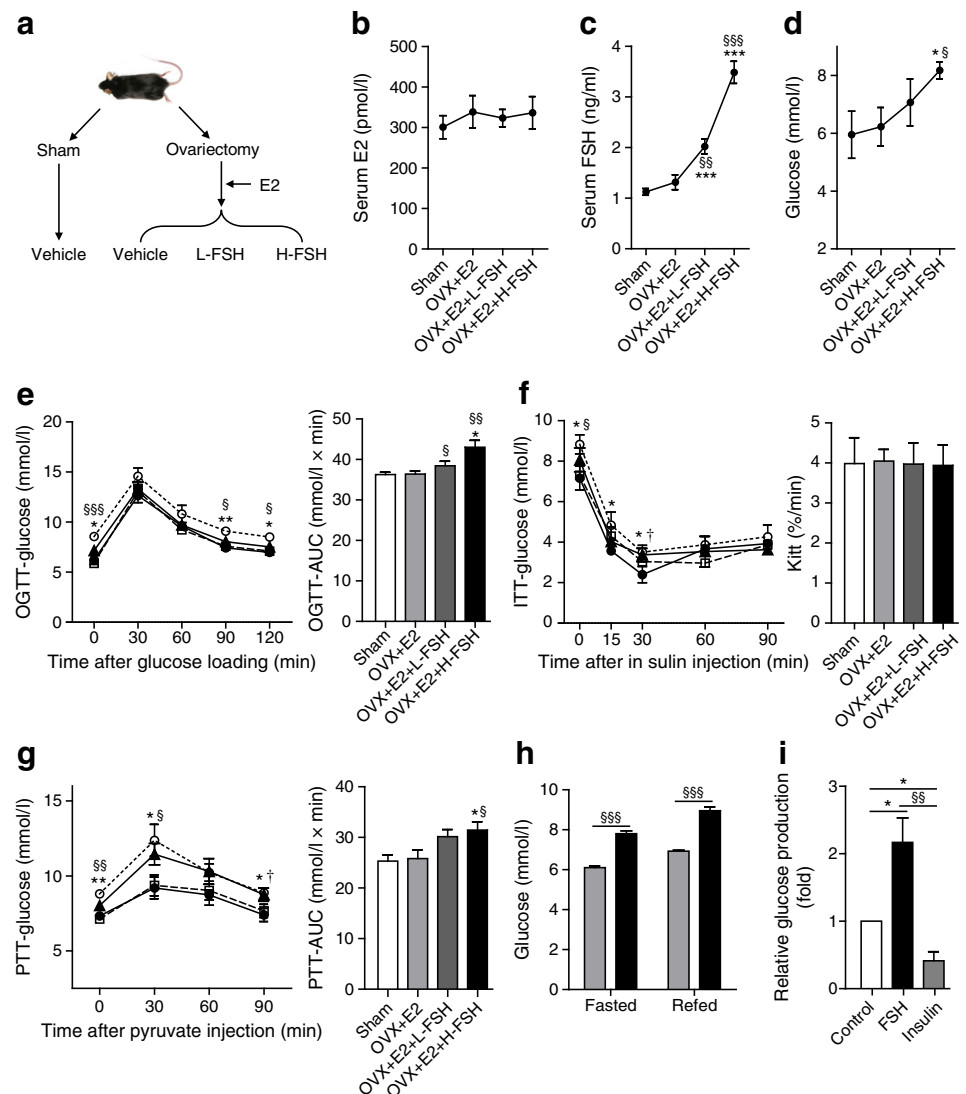 a
Sham
Ovariectomy
E2
Vehicle
Vehicle
L-FSH
H-FSH
b
Serum E2 (pmol/l)
500
400
300
200
100
0
Sham
OVX+E2
OVX+E2+L-FSH
OVX+E2+H-FSH
c
Serum FSH (ng/ml)
4
3
2
1
0
§§§
***
§§
***
Sham
OVX+E2
OVX+E2+L-FSH
OVX+E2+H-FSH
d
Glucose (mmol/l)
8
6
4
2
* §
Sham
OVX+E2
OVX+E2+L-FSH
OVX+E2+H-FSH
e
OGTT-glucose (mmol/l)
20
15
10
5
0
§§§
*
§
**
§
*
0 30 60 90 120
Time after glucose loading (min)
OGTT-AUC (mmol/l × min)
50
40
30
20
10
0
§
§§
*
Sham
OVX+E2
OVX+E2+L-FSH
OVX+E2+H-FSH
f
ITT-glucose (mmol/l)
10
8
6
4
2
0
* §
*
* †
0 15 30 60 90
Time after in sulin injection (min)
Kitt (%/min)
5
4
3
2
1
0
Sham
OVX+E2
OVX+E2+L-FSH
OVX+E2+H-FSH
g
PTT-glucose (mmol/l)
15
10
5
§§
**
* §
* †
0 30 60 90
Time after pyruvate injection (min)
PTT-AUC (mmol/l × min)
40
30
20
10
0
* §
Sham
OVX+E2
OVX+E2+L-FSH
OVX+E2+H-FSH
h
Glucose (mmol/l)
10
8
6
4
2
0
§§§
§§§
Fasted Refed
i
Relative glucose production
(fold)
3
2
1
0
*
* §§
Control
FSH
Insulin